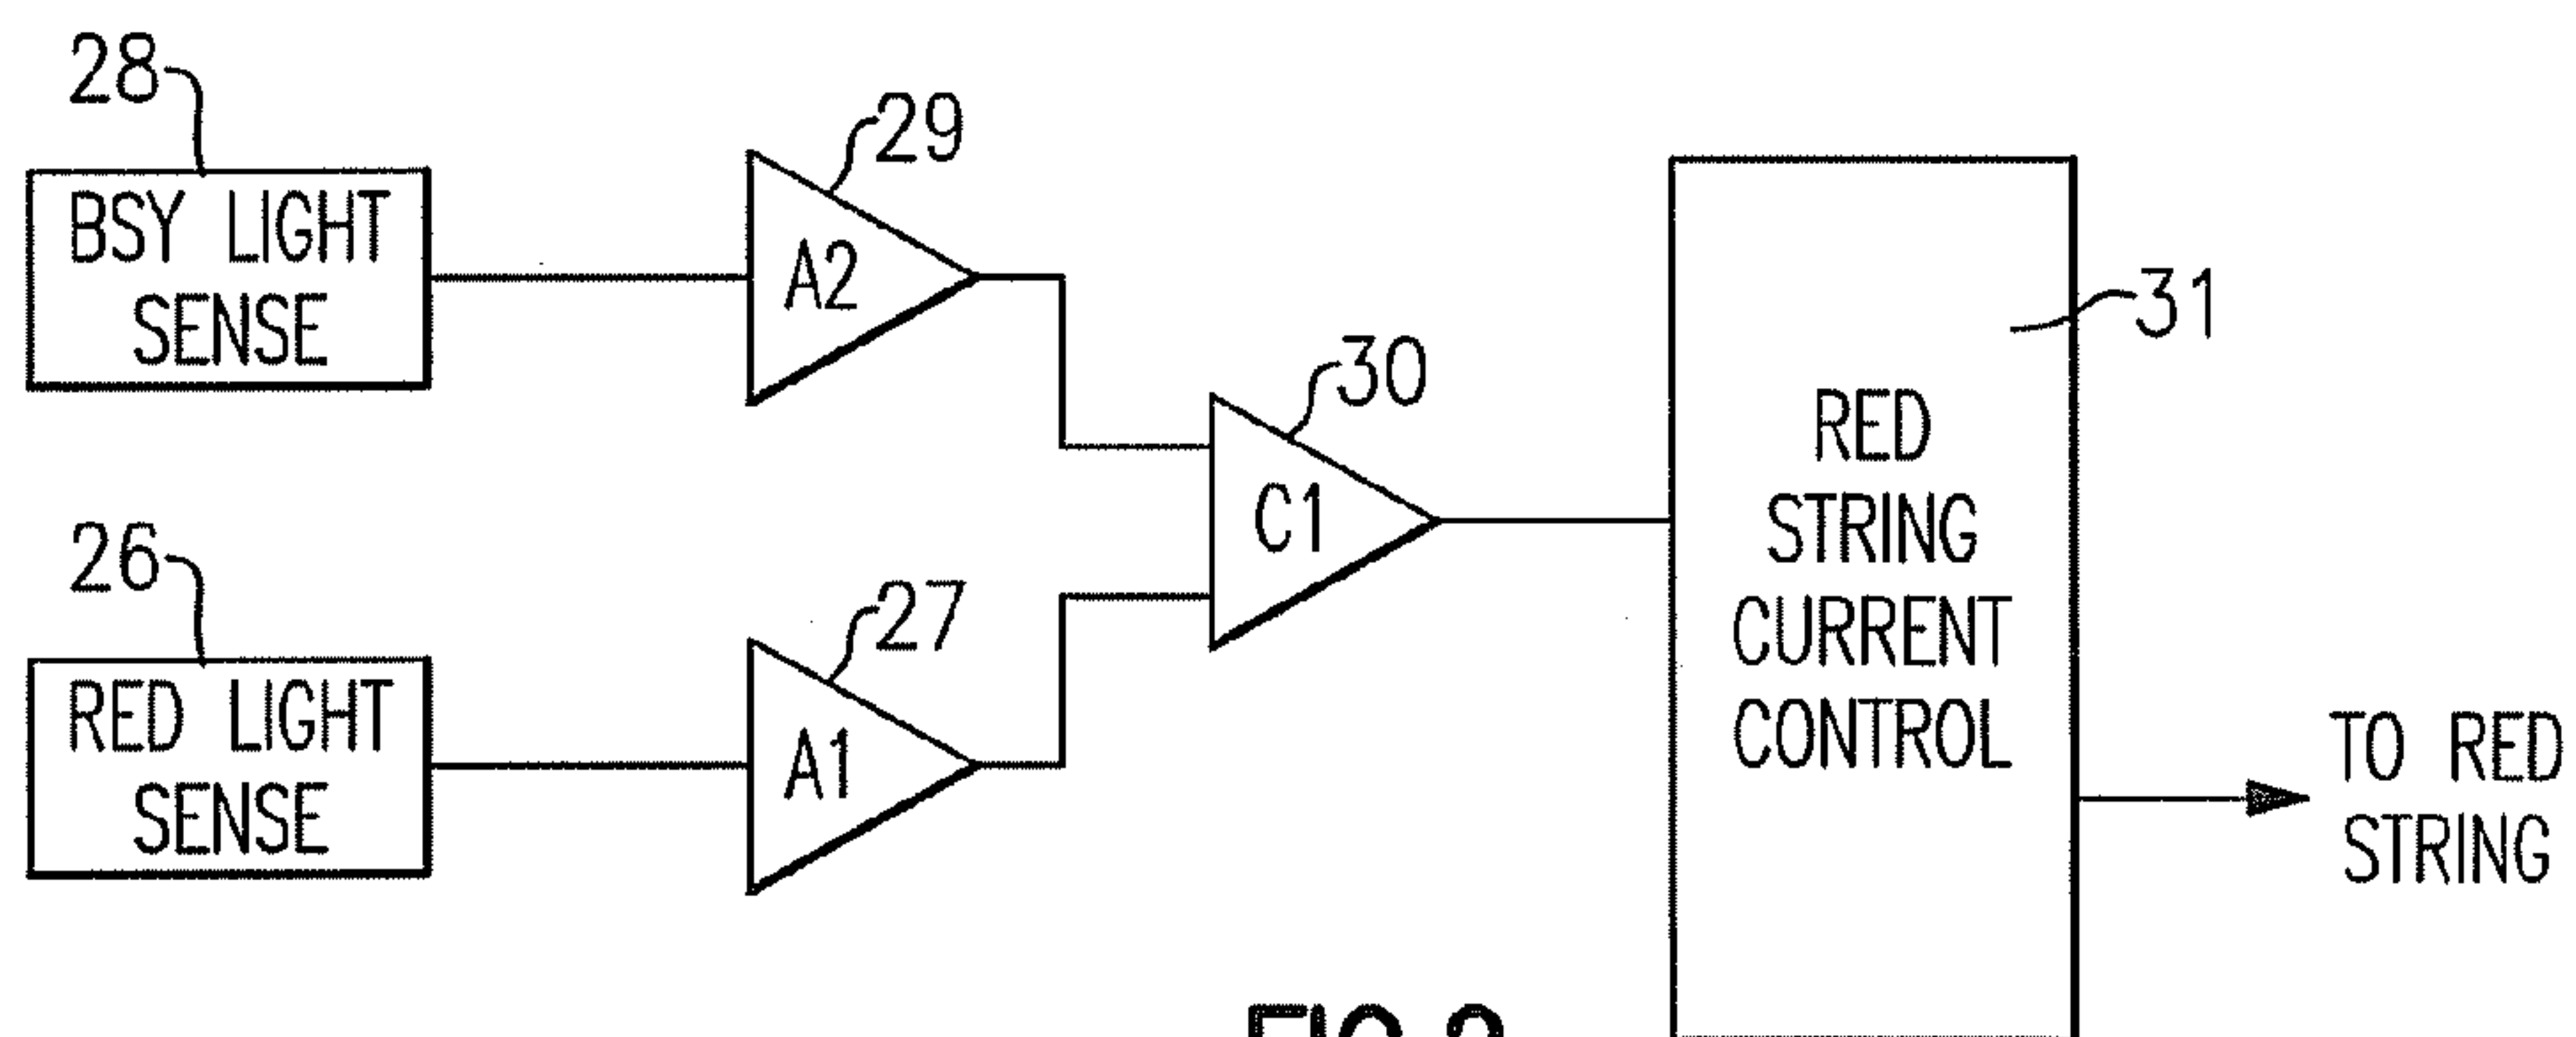 28
BSY LIGHT
SENSE
29
A2
30
C1
31
RED
STRING
CURRENT
CONTROL
26
RED LIGHT
SENSE
27
A1
TO RED
STRING